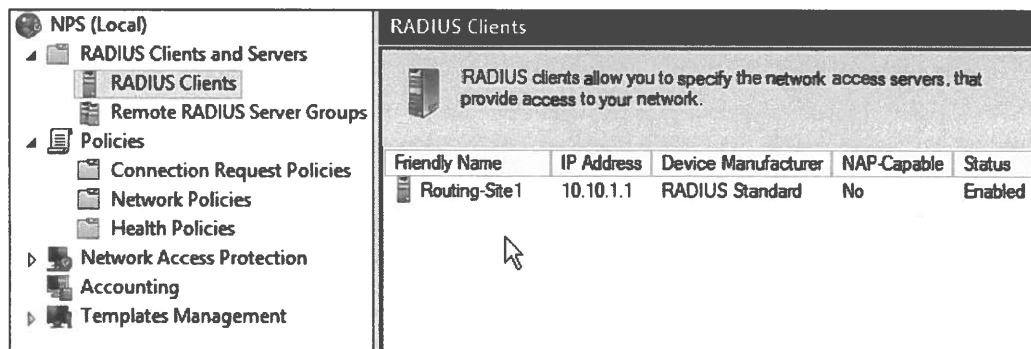 NPS (Local)
RADIUS Clients and Servers
RADIUS Clients
Remote RADIUS Server Groups
Policies
Connection Request Policies
Network Policies
Health Policies
Network Access Protection
Accounting
Templates Management
RADIUS Clients
RADIUS clients allow you to specify the network access servers, that
provide access to your network.
Friendly Name IP Address Device Manufacturer NAP-Capable Status
Routing-Site1 10.10.1.1 RADIUS Standard No Enabled